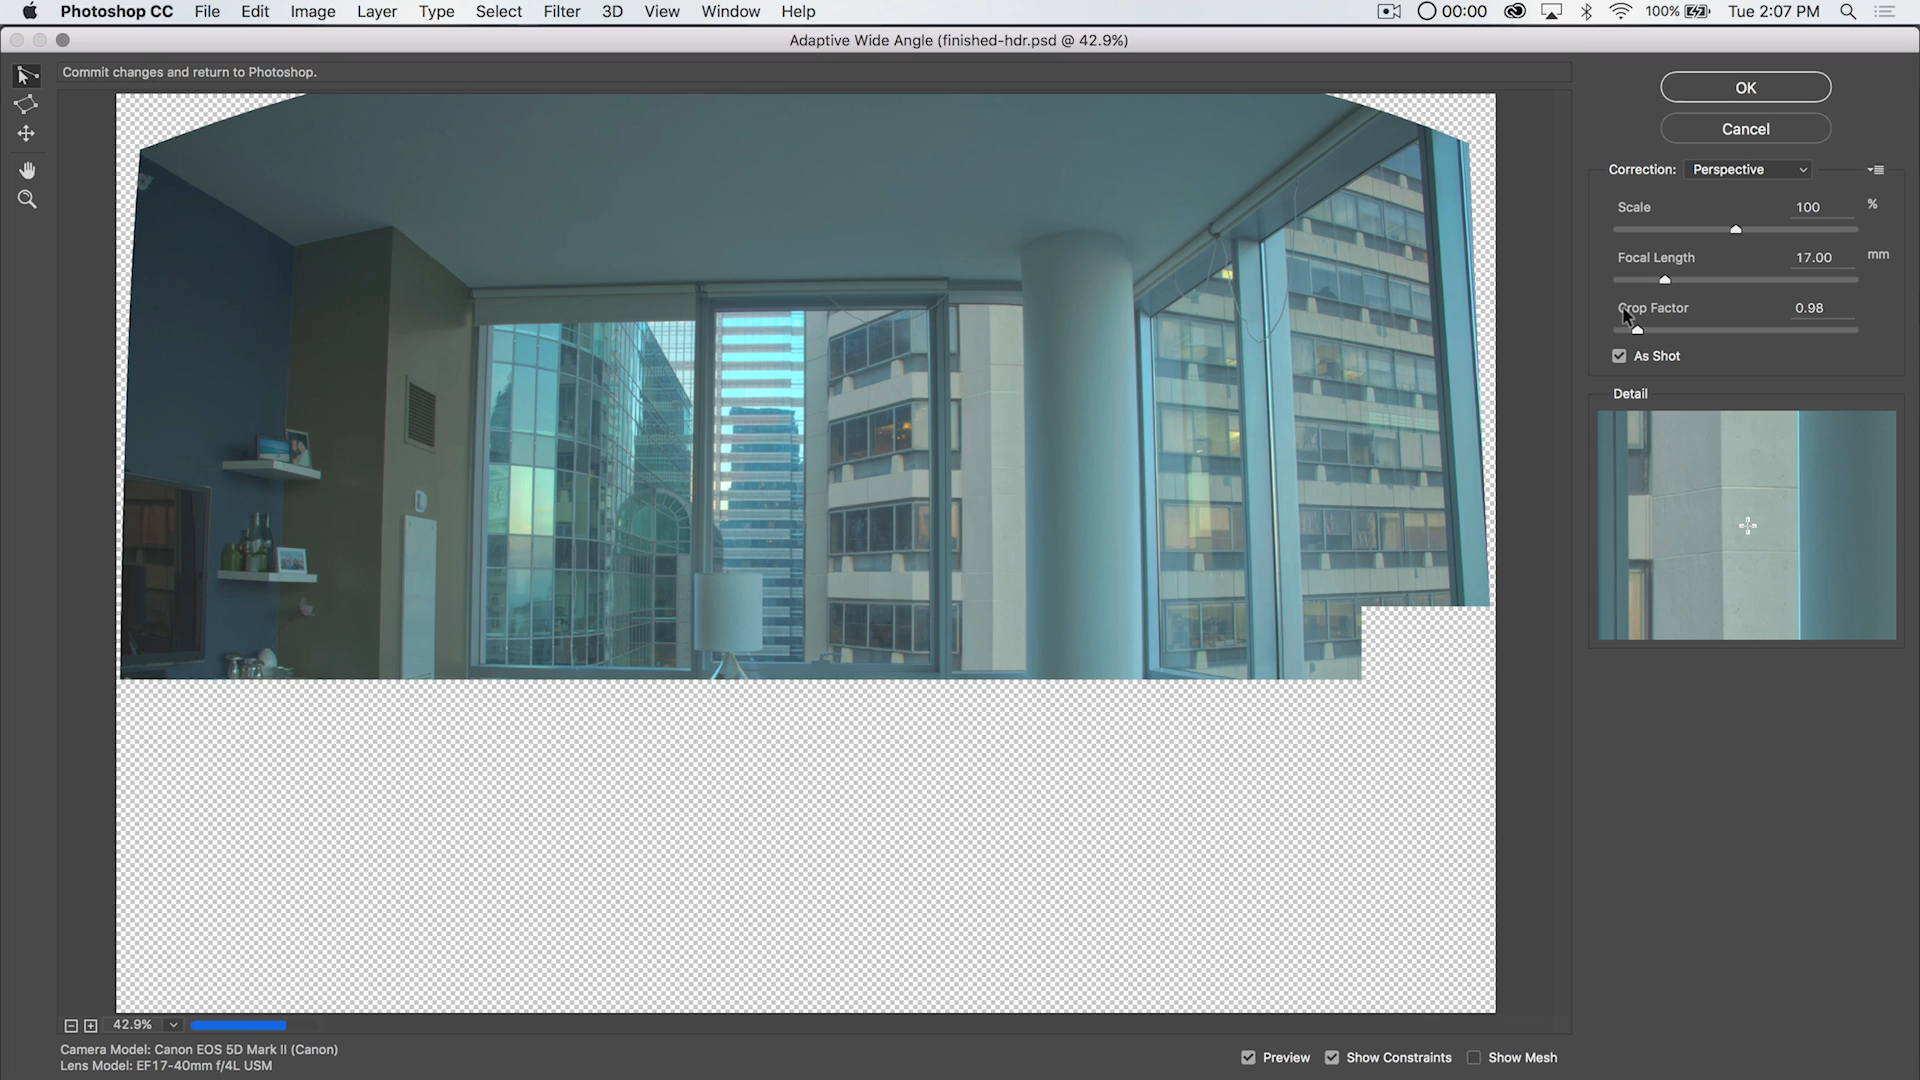 Photoshop CC File Edit Image Layer Type Select Filter 3D View Window Help 00:00 100% Tue 2:07 PM
Adaptive Wide Angle (finished-hdr.psd @ 42.9%)
Commit changes and return to Photoshop.
OK
Cancel
Correction: Perspective
Scale 100 %
Focal Length 17.00 mm
Crop Factor 0.98
As Shot
Detail
42.9%
Camera Model: Canon EOS 5D Mark II (Canon)
Lens Model: EF17-40mm f/4L USM
Preview Show Constraints Show Mesh